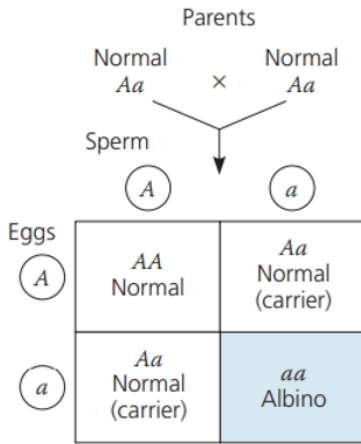 Parents
Normal Normal
Aa × Aa
Sperm
A a
Eggs
A
AA
Normal
Aa
Normal
(carrier)
a
Aa
Normal
(carrier)
aa
Albino